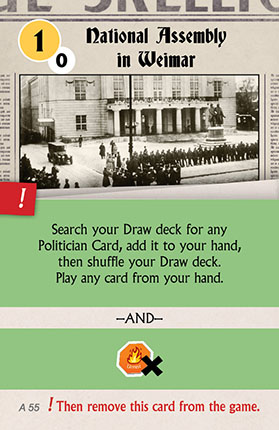 1
0
National Assembly
in Weimar
!
Search your Draw deck for any
Politician Card, add it to your hand,
then shuffle your Draw deck.
Play any card from your hand.
–AND–
A 55 ! Then remove this card from the game.